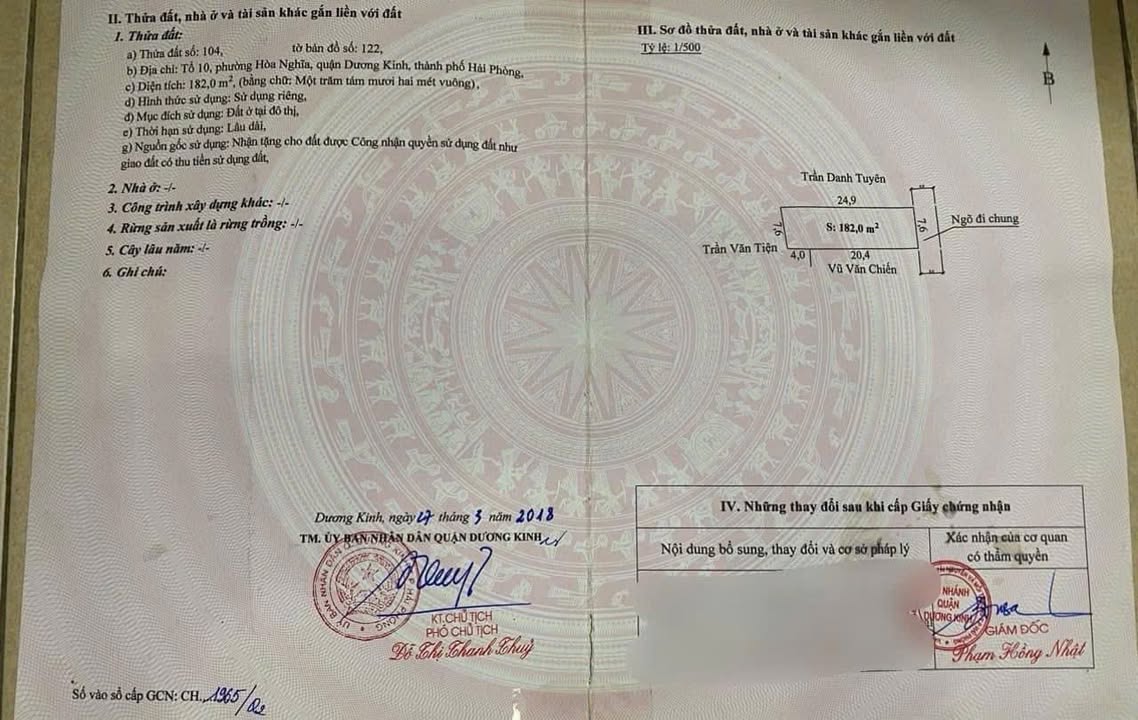 II. Thửa đất, nhà ở và tài sản khác gắn liền với đất
1. Thửa đất:
a) Thửa đất số: 104, tờ bản đồ số: 122,
b) Địa chỉ: Tổ 10, phường Hòa Nghĩa, quận Dương Kinh, thành phố Hải Phòng,
c) Diện tích: 182,0 m², (bằng chữ: Một trăm tám mươi hai mét vuông),
d) Hình thức sử dụng: Sử dụng riêng,
đ) Mục đích sử dụng: Đất ở tại đô thị,
e) Thời hạn sử dụng: Lâu dài,
g) Nguồn gốc sử dụng: Nhận tặng cho đất được Công nhận quyền sử dụng đất như
giao đất có thu tiền sử dụng đất,
2. Nhà ở: -/-
3. Công trình xây dựng khác: -/-
4. Rừng sản xuất là rừng trồng: -/-
5. Cây lâu năm: -/-
6. Ghi chú:
Dương Kinh, ngày 27 tháng 3 năm 2018
TM. ỦY BAN NHÂN DÂN QUẬN DƯƠNG KINH
KT.CHỦ TỊCH
PHÓ CHỦ TỊCH
Đỗ Thị Thanh Thuỷ
Số vào sổ cấp GCN: CH.1965/
III. Sơ đồ thửa đất, nhà ở và tài sản khác gắn liền với đất
Tỷ lệ: 1/500
B
Trần Danh Tuyên
24,9
7,6
S: 182,0 m²
7,6
Ngõ đi chung
Trần Văn Tiện
4,0
20,4
Vũ Văn Chiến
IV. Những thay đổi sau khi cấp Giấy chứng nhận
Nội dung bổ sung, thay đổi và cơ sở pháp lý
Xác nhận của cơ quan
có thẩm quyền
NHÁNH
QUẬN
DƯƠNG KINH
GIÁM ĐỐC
Phạm Hồng Nhật